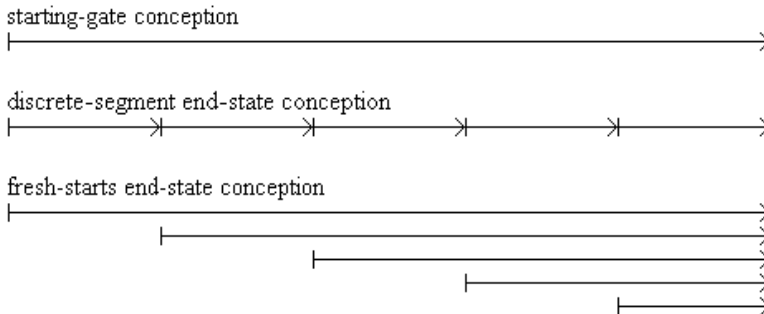 starting-gate conception
discrete-segment end-state conception
fresh-starts end-state conception